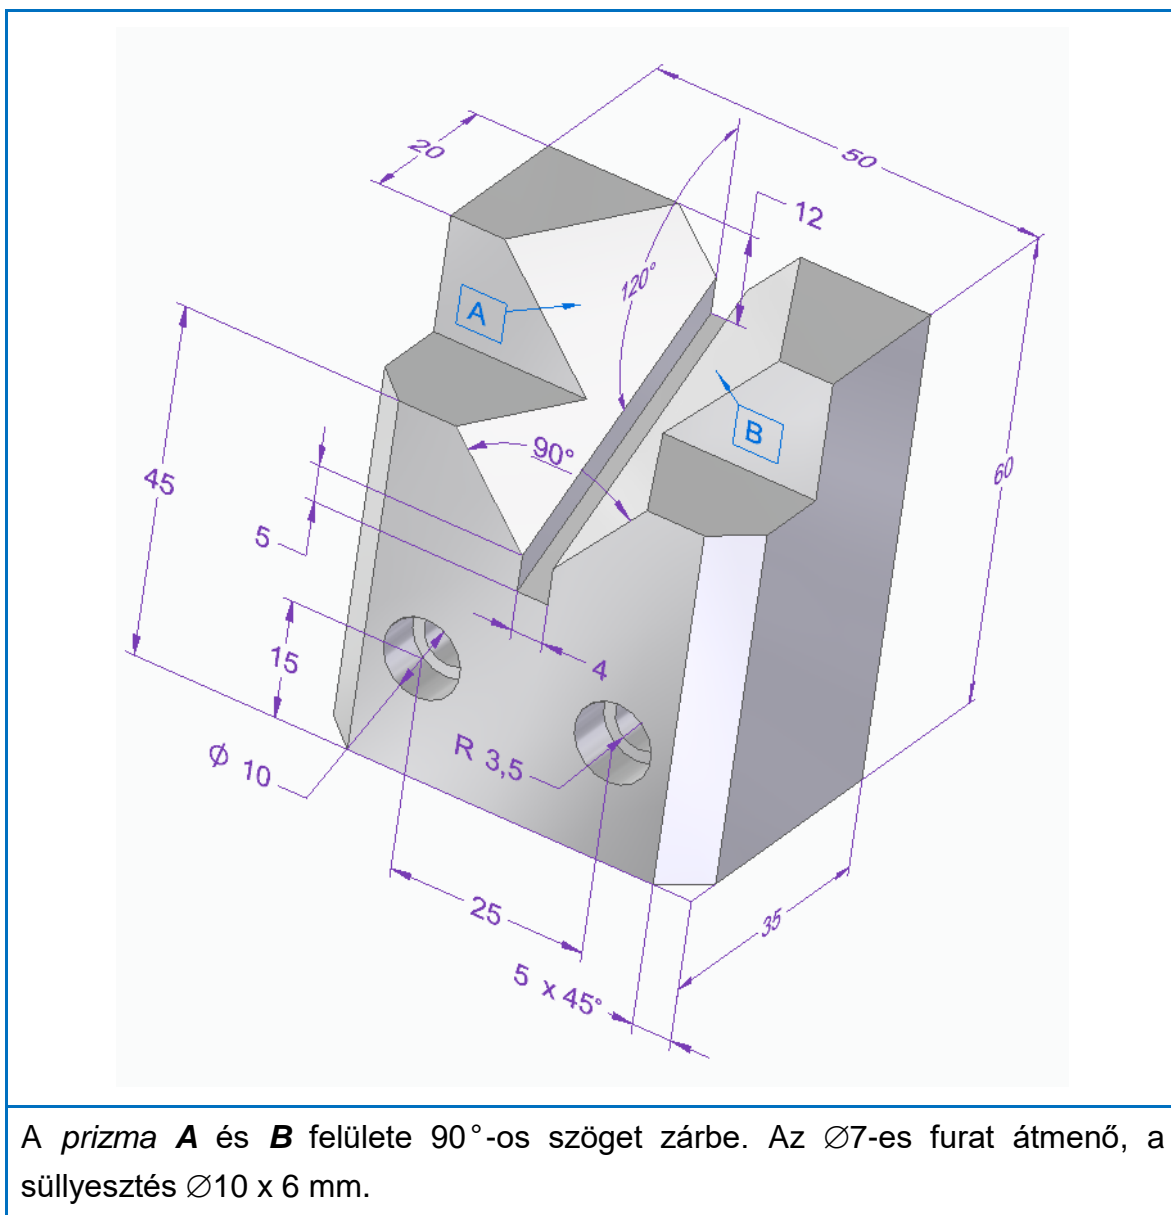 20
50
12
120°
A
45
90°
B
60
5
15
4
R 3,5
Ø 10
25
35
5 x 45°
A prizma A és B felülete 90°-os szöget zárbe. Az ∅7-es furat átmenő, a
süllyesztés ∅10 x 6 mm.